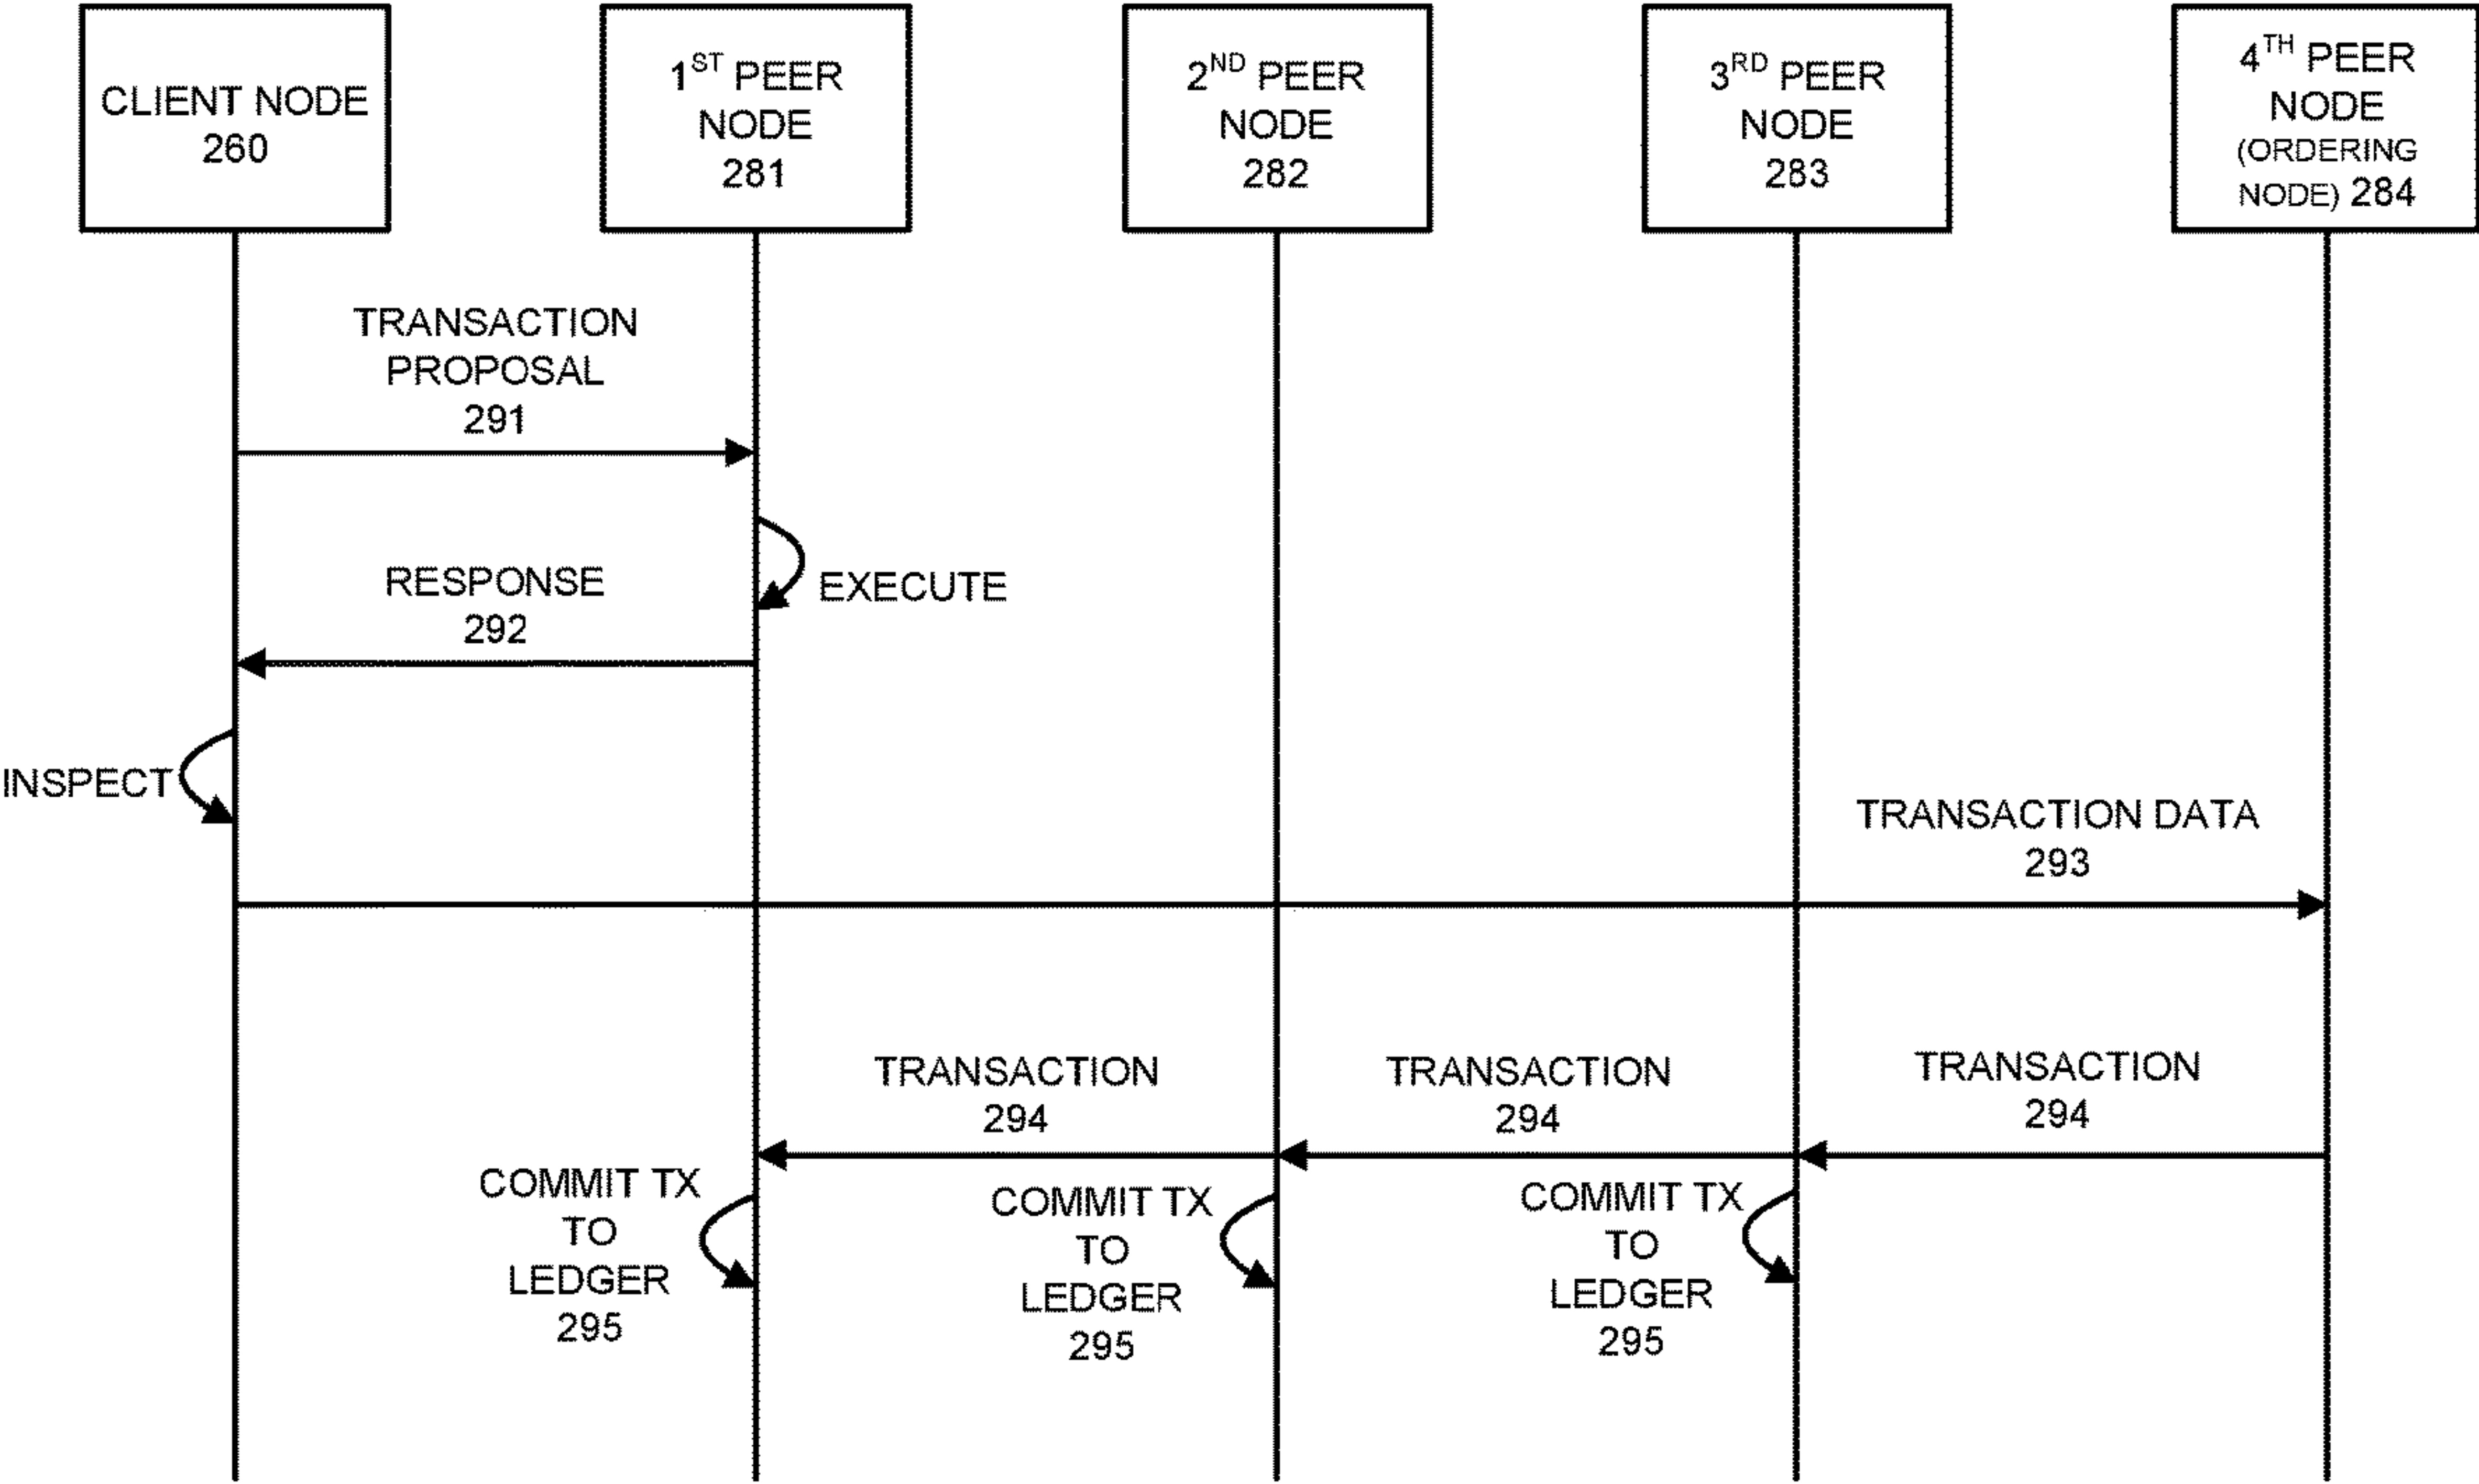 CLIENT NODE
260
1ST PEER
NODE
281
2ND PEER
NODE
282
3RD PEER
NODE
283
4TH PEER
NODE
(ORDERING
NODE) 284
TRANSACTION
PROPOSAL
291
EXECUTE
RESPONSE
292
INSPECT
TRANSACTION DATA
293
TRANSACTION
294
TRANSACTION
294
TRANSACTION
294
COMMIT TX
TO
LEDGER
295
COMMIT TX
TO
LEDGER
295
COMMIT TX
TO
LEDGER
295